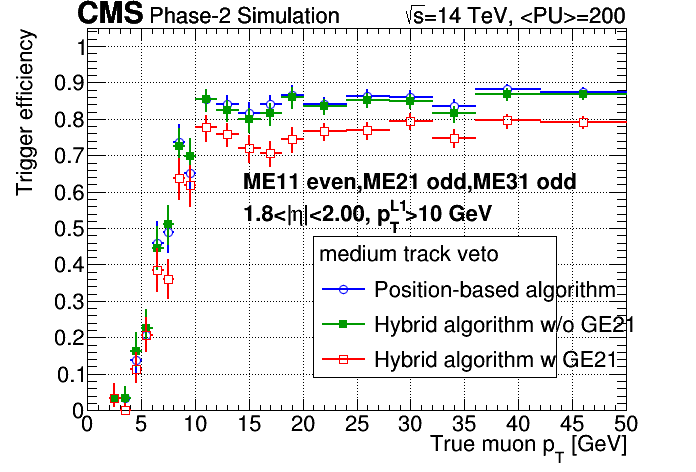 CMS Phase-2 Simulation √s=14 TeV, <PU>=200
Trigger efficiency
1
0.9
0.8
0.7
0.6
0.5
0.4
0.3
0.2
0.1
0
ME11 even,ME21 odd,ME31 odd
1.8<|η|<2.00, p_T^L1>10 GeV
medium track veto
Position-based algorithm
Hybrid algorithm w/o GE21
Hybrid algorithm w GE21
0 5 10 15 20 25 30 35 40 45 50
True muon p_T [GeV]